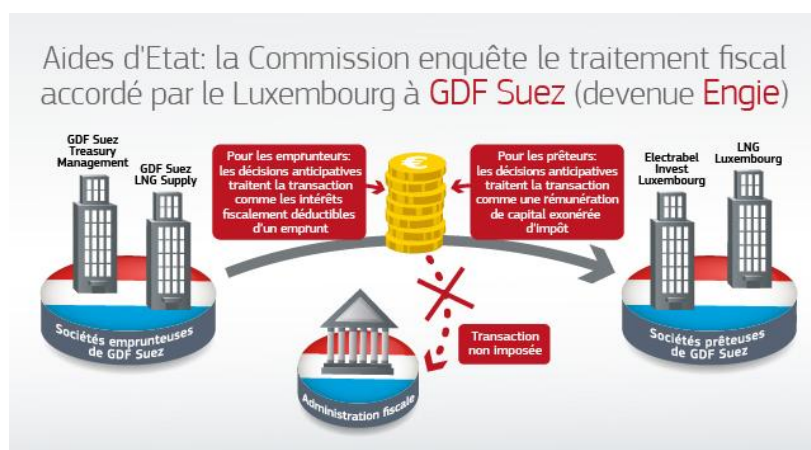 Aides d'Etat: la Commission enquête le traitement fiscal
accordé par le Luxembourg à GDF Suez (devenue Engie)
GDF Suez
Treasury
Management
GDF Suez
LNG Supply
Pour les emprunteurs:
les décisions anticipatives
traitent la transaction
comme les intérêts
fiscalement déductibles
d'un emprunt
€
Pour les prêteurs:
les décisions anticipatives
traitent la transaction
comme une rémunération
de capital exonérée
d'impôt
Electrabel
Invest
Luxembourg
LNG
Luxembourg
Sociétés emprunteuses
de GDF Suez
Transaction
non imposée
Sociétés prêteuses
de GDF Suez
Administration fiscale